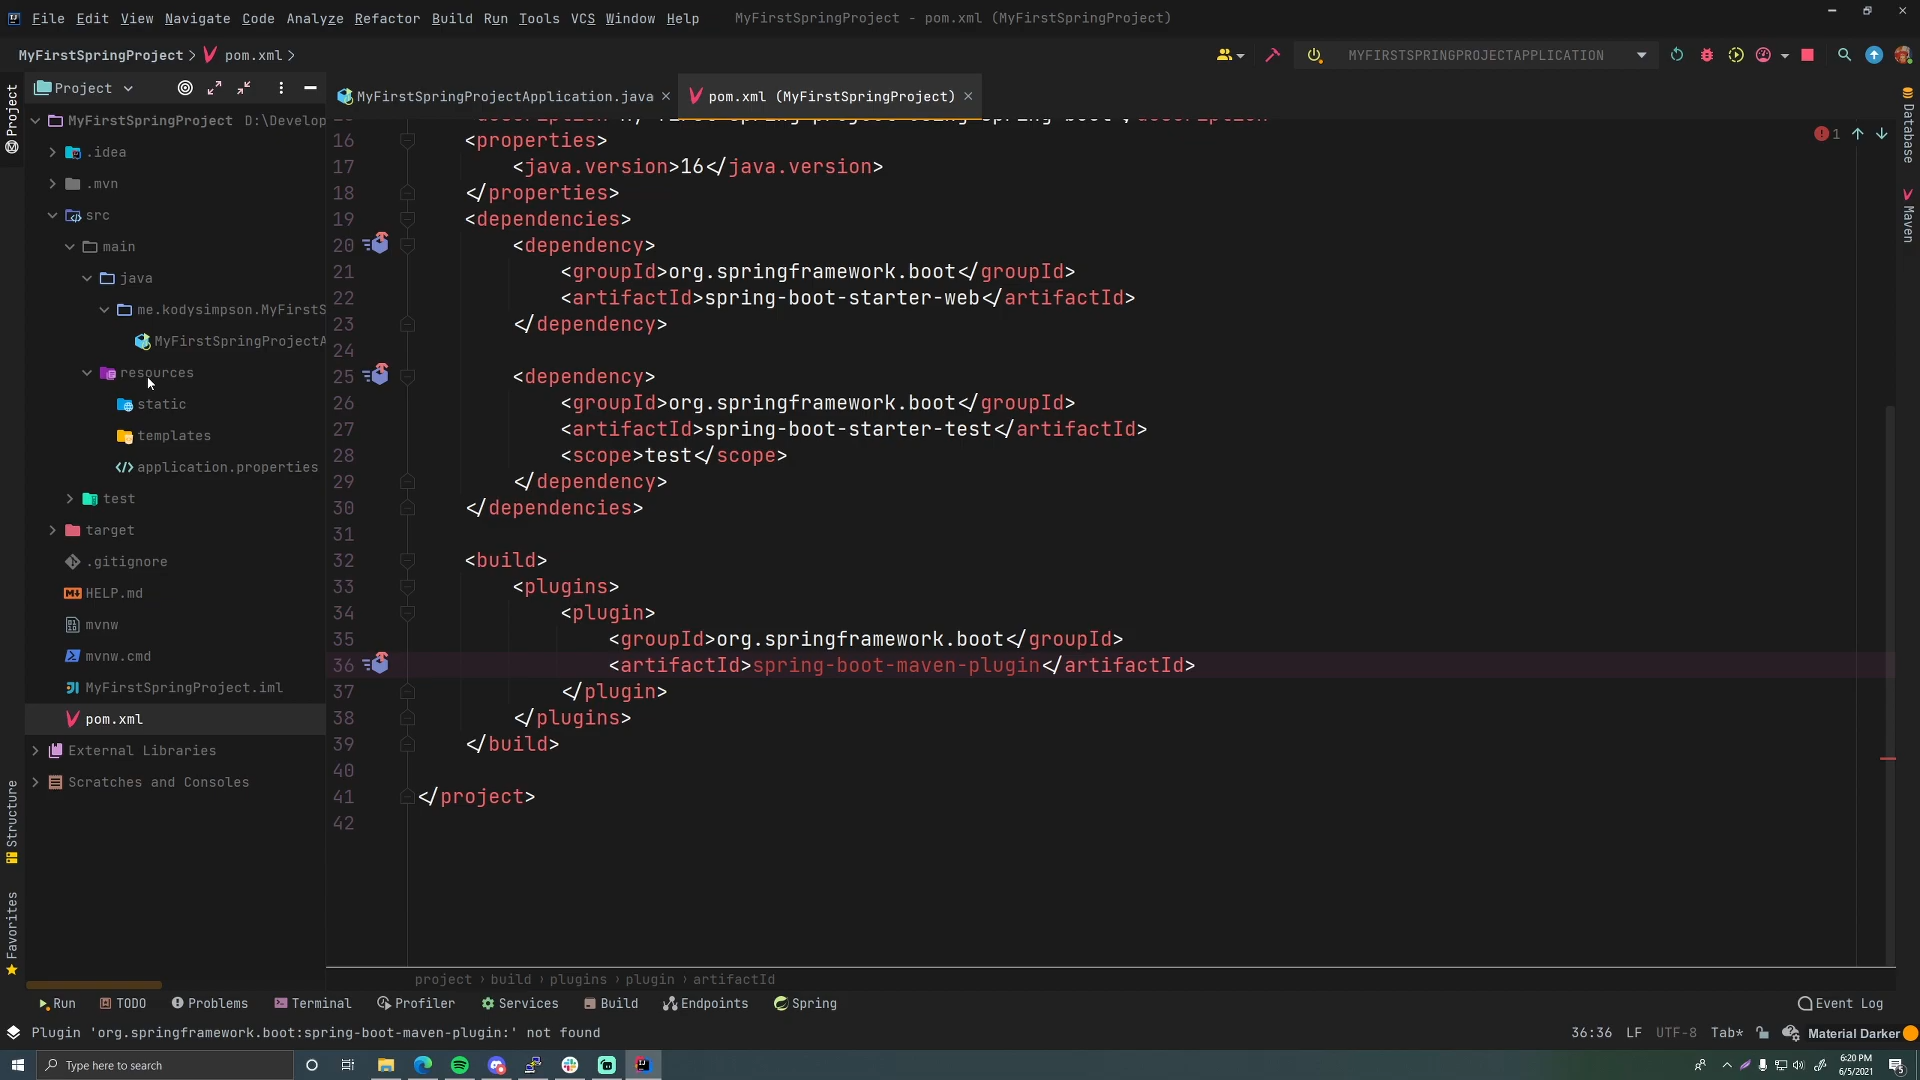 File Edit View Navigate Code Analyze Refactor Build Run Tools VCS Window Help MyFirstSpringProject - pom.xml (MyFirstSpringProject)
MyFirstSpringProject > pom.xml > MYFIRSTSPRINGPROJECTAPPLICATION
Project
MyFirstSpringProjectApplication.java
pom.xml (MyFirstSpringProject)
Project
Structure
Favorites
Database
Maven
MyFirstSpringProject D:\Develop
.idea
.mvn
src
main
java
me.kodysimpson.MyFirstS
MyFirstSpringProjectA
resources
static
templates
application.properties
test
target
.gitignore
HELP.md
mvnw
mvnw.cmd
MyFirstSpringProject.iml
pom.xml
External Libraries
Scratches and Consoles
1
16 <properties>
17 <java.version>16</java.version>
18 </properties>
19 <dependencies>
20 <dependency>
21 <groupId>org.springframework.boot</groupId>
22 <artifactId>spring-boot-starter-web</artifactId>
23 </dependency>
24
25 <dependency>
26 <groupId>org.springframework.boot</groupId>
27 <artifactId>spring-boot-starter-test</artifactId>
28 <scope>test</scope>
29 </dependency>
30 </dependencies>
31
32 <build>
33 <plugins>
34 <plugin>
35 <groupId>org.springframework.boot</groupId>
36 <artifactId>spring-boot-maven-plugin</artifactId>
37 </plugin>
38 </plugins>
39 </build>
40
41 </project>
42
project > build > plugins > plugin > artifactId
Run TODO Problems Terminal Profiler Services Build Endpoints Spring Event Log
Plugin 'org.springframework.boot:spring-boot-maven-plugin:' not found 36:36 LF UTF-8 Tab* Material Darker
Type here to search
6:20 PM
6/5/2021
5